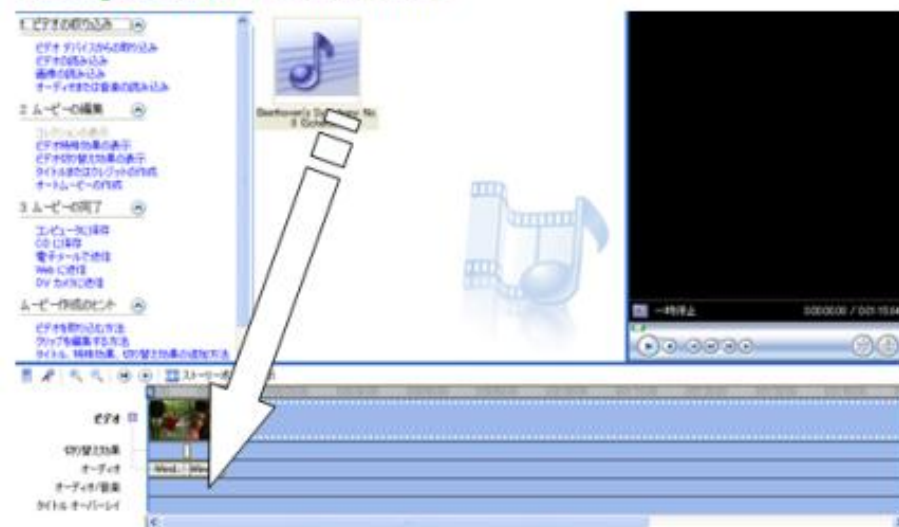 1. ビデオの取り込み
ビデオ デバイスからの取り込み
ビデオの読み込み
画像の読み込み
オーディオまたは音楽の読み込み
2. ムービーの編集
コレクションの表示
ビデオ特殊効果の表示
ビデオ切り替え効果の表示
タイトルまたはクレジットの作成
オートムービーの作成
3. ムービーの完了
コンピュータに保存
CD に保存
電子メールで送信
Web に送信
DV カメラに送信
ムービー作成のヒント
ビデオを取り込む方法
クリップを編集する方法
タイトル、特殊効果、切り替え効果の追加方法
Beethoven's Symphony No.
一時停止
ビデオ
切り替え効果
オーディオ
オーディオ/音楽
タイトル オーバーレイ